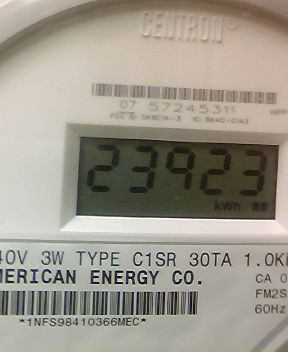 CENTRON®
07 57245311
23923
kWh
40V 3W TYPE C1SR 30TA 1.0K
MERICAN ENERGY CO.
CA 0
FM2S
60Hz
*1NFS98410366MEC*